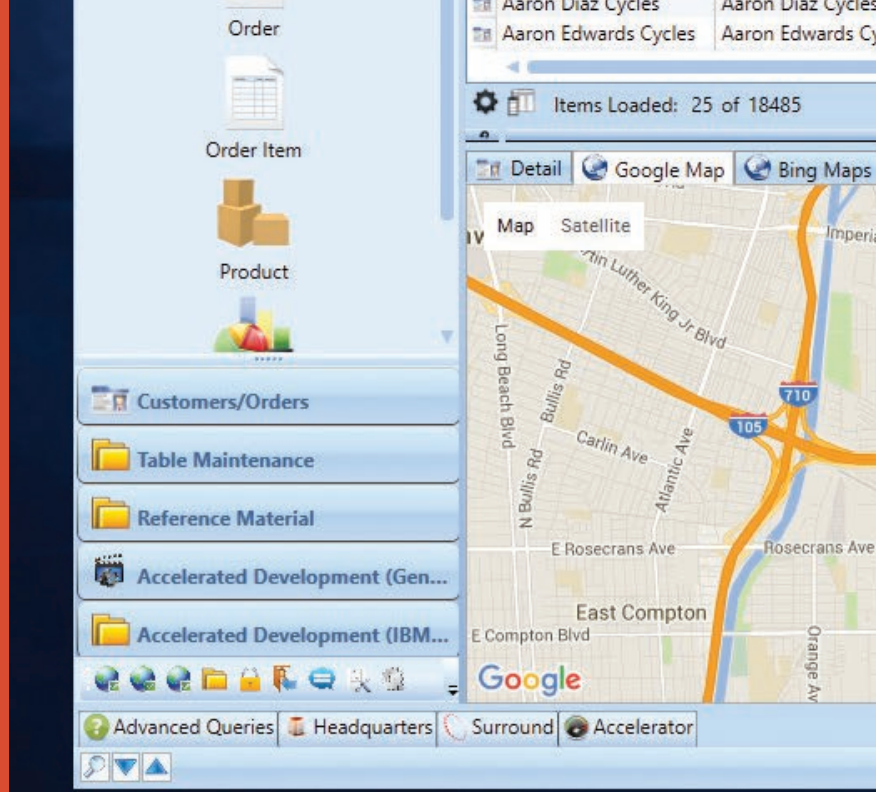 Order
Order Item
Product
Customers/Orders
Table Maintenance
Reference Material
Accelerated Development (Gen...
Accelerated Development (IBM...
Aaron Diaz Cycles Aaron Diaz Cycles
Aaron Edwards Cycles Aaron Edwards Cy
Items Loaded: 25 of 18485
Detail Google Map Bing Maps
Map Satellite
Imperia
rtin Luther King Jr Blvd
Long Beach Blvd
Bullis Rd
710
105
Carlin Ave
Atlantic Ave
N Bullis Rd
E Rosecrans Ave
Rosecrans Ave
East Compton
E Compton Blvd
Orange Av
Google
Advanced Queries Headquarters Surround Accelerator